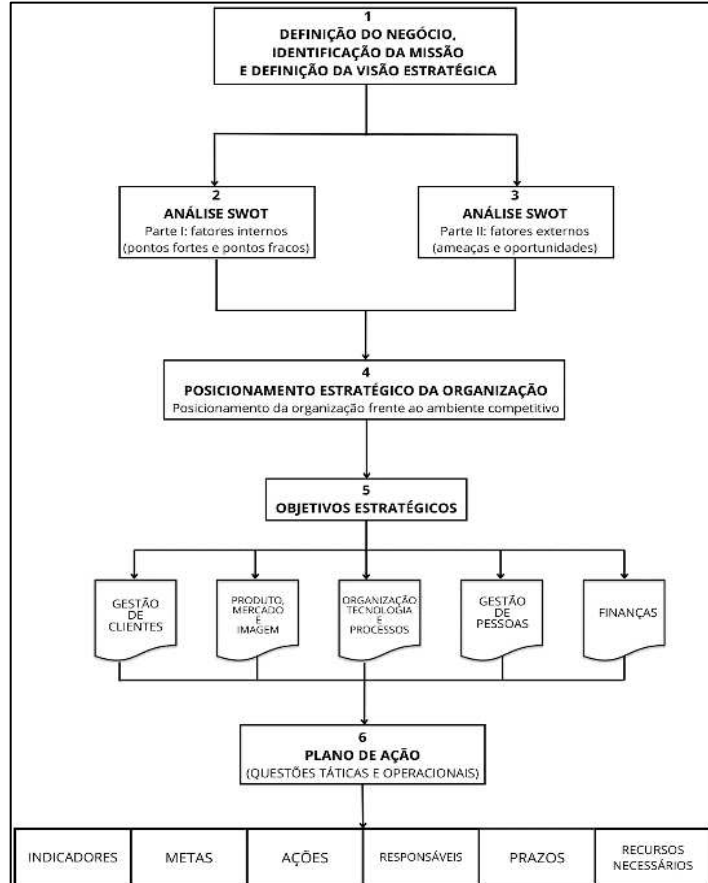 1
DEFINIÇÃO DO NEGÓCIO,
IDENTIFICAÇÃO DA MISSÃO
E DEFINIÇÃO DA VISÃO ESTRATÉGICA
2
ANÁLISE SWOT
Parte I: fatores internos
(pontos fortes e pontos fracos)
3
ANÁLISE SWOT
Parte II: fatores externos
(ameaças e oportunidades)
4
POSICIONAMENTO ESTRATÉGICO DA ORGANIZAÇÃO
Posicionamento da organização frente ao ambiente competitivo
5
OBJETIVOS ESTRATÉGICOS
GESTÃO
DE
CLIENTES
PRODUTO,
MERCADO
E
IMAGEM
ORGANIZAÇÃO
TECNOLOGIA
E
PROCESSOS
GESTÃO
DE
PESSOAS
FINANÇAS
6
PLANO DE AÇÃO
(QUESTÕES TÁTICAS E OPERACIONAIS)
INDICADORES
METAS
AÇÕES
RESPONSÁVEIS
PRAZOS
RECURSOS
NECESSÁRIOS